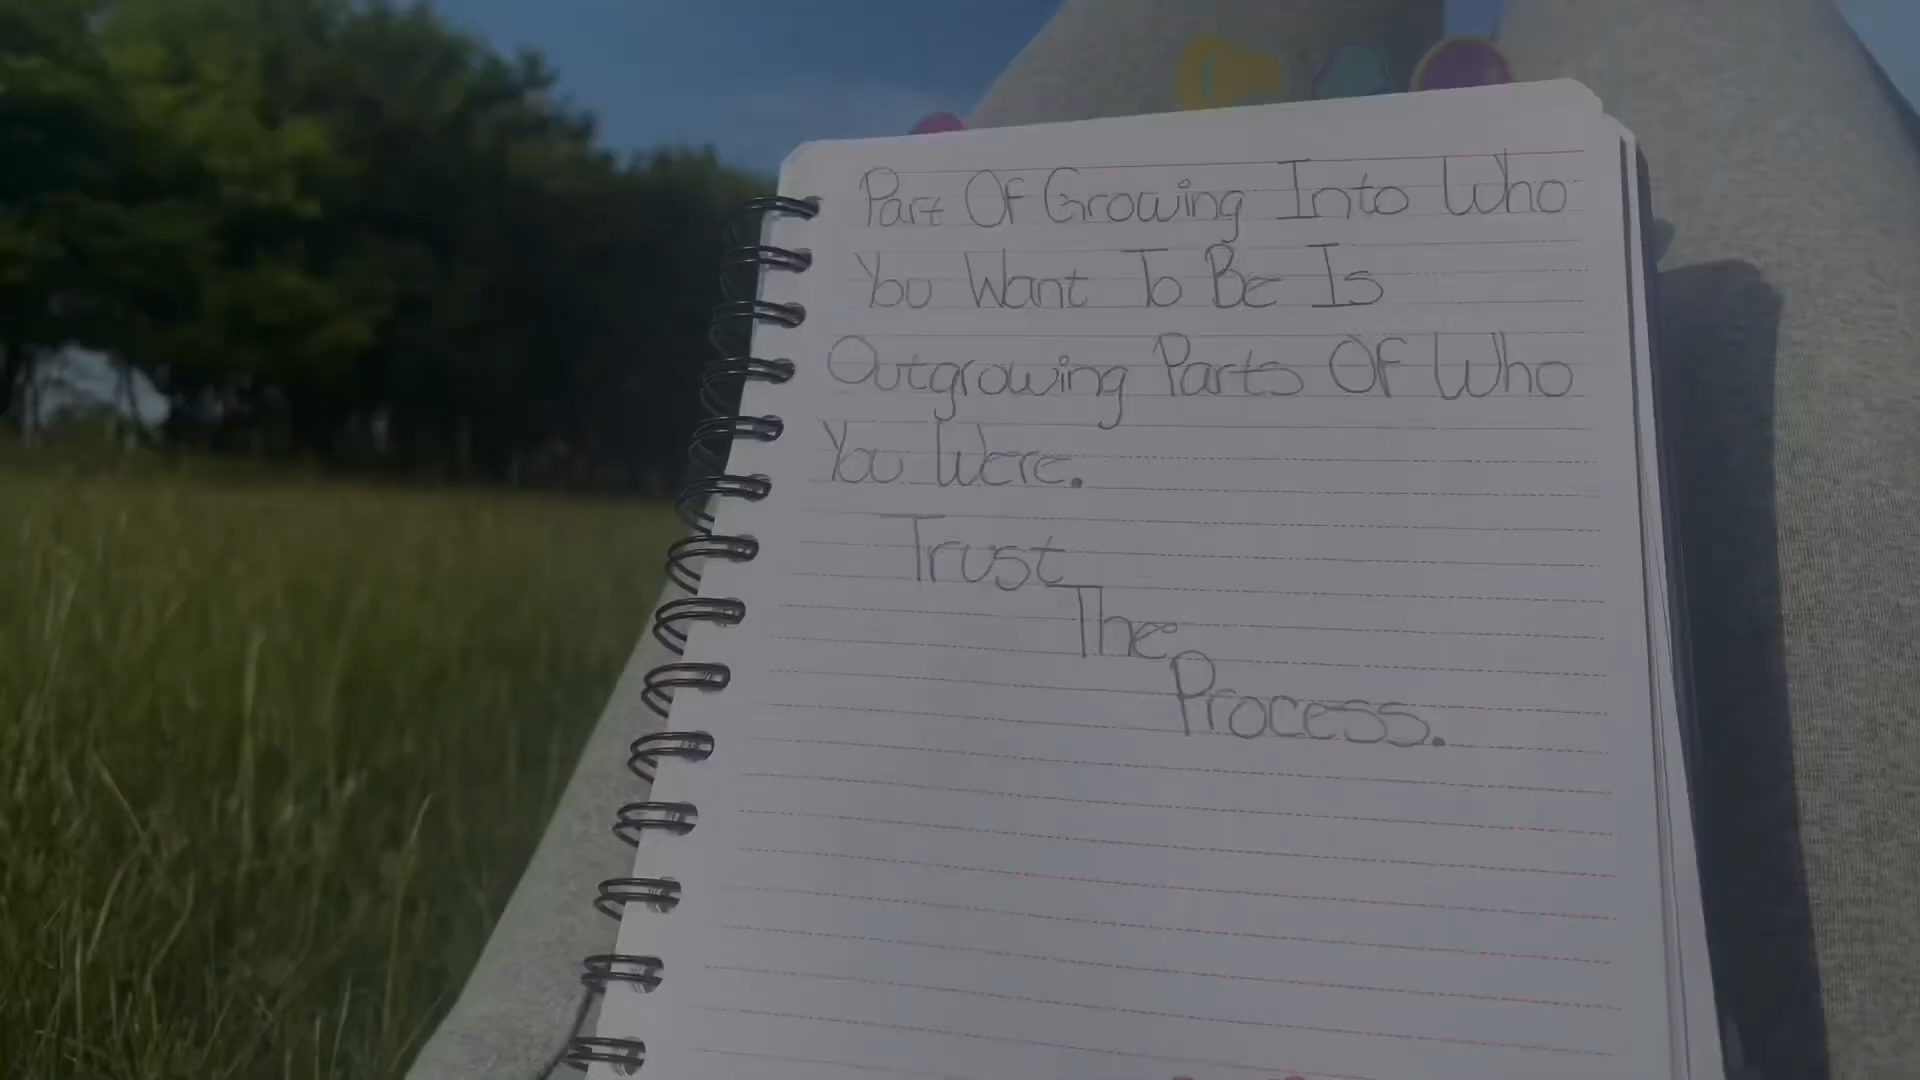 Part Of Growing Into Who
You Want To Be Is
Outgrowing Parts Of Who
You Were.
Trust
The
Process.